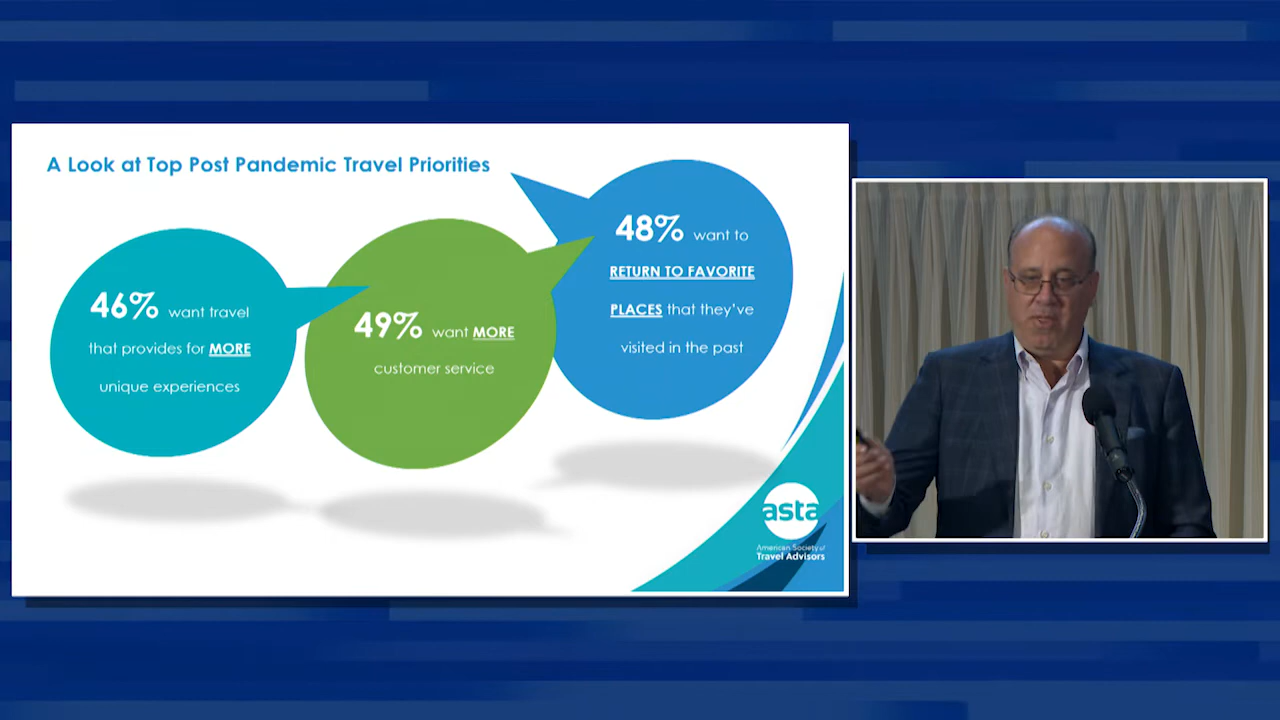 A Look at Top Post Pandemic Travel Priorities
46% want travel
that provides for MORE
unique experiences
49% want MORE
customer service
48% want to
RETURN TO FAVORITE
PLACES that they've
visited in the past
asta
American Society of
Travel Advisors